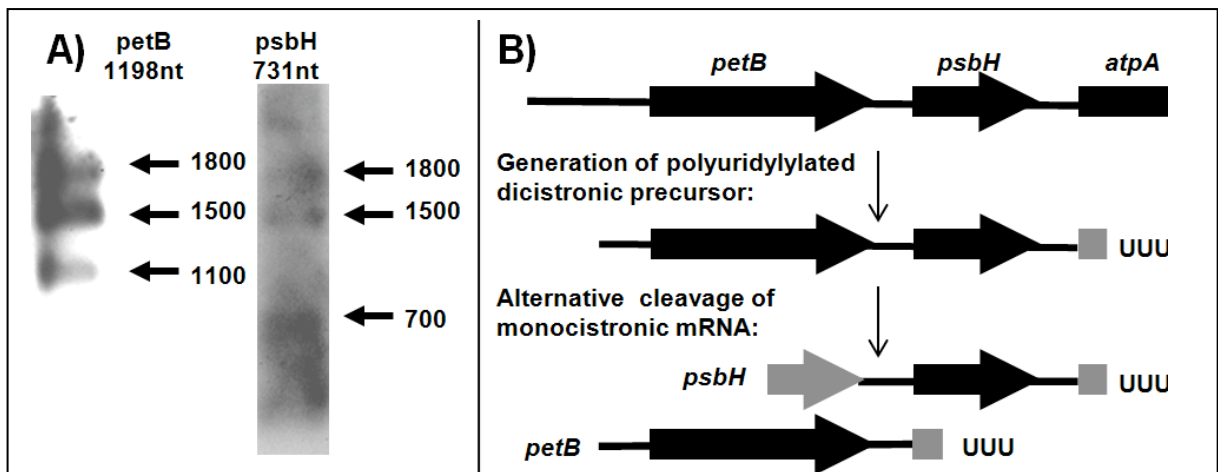 A)
petB
1198nt
psbH
731nt
1800
1500
1100
1800
1500
700
B)
petB psbH atpA
Generation of polyuridylylated
dicistronic precursor:
UUU
Alternative cleavage of
monocistronic mRNA:
psbH UUU
petB UUU